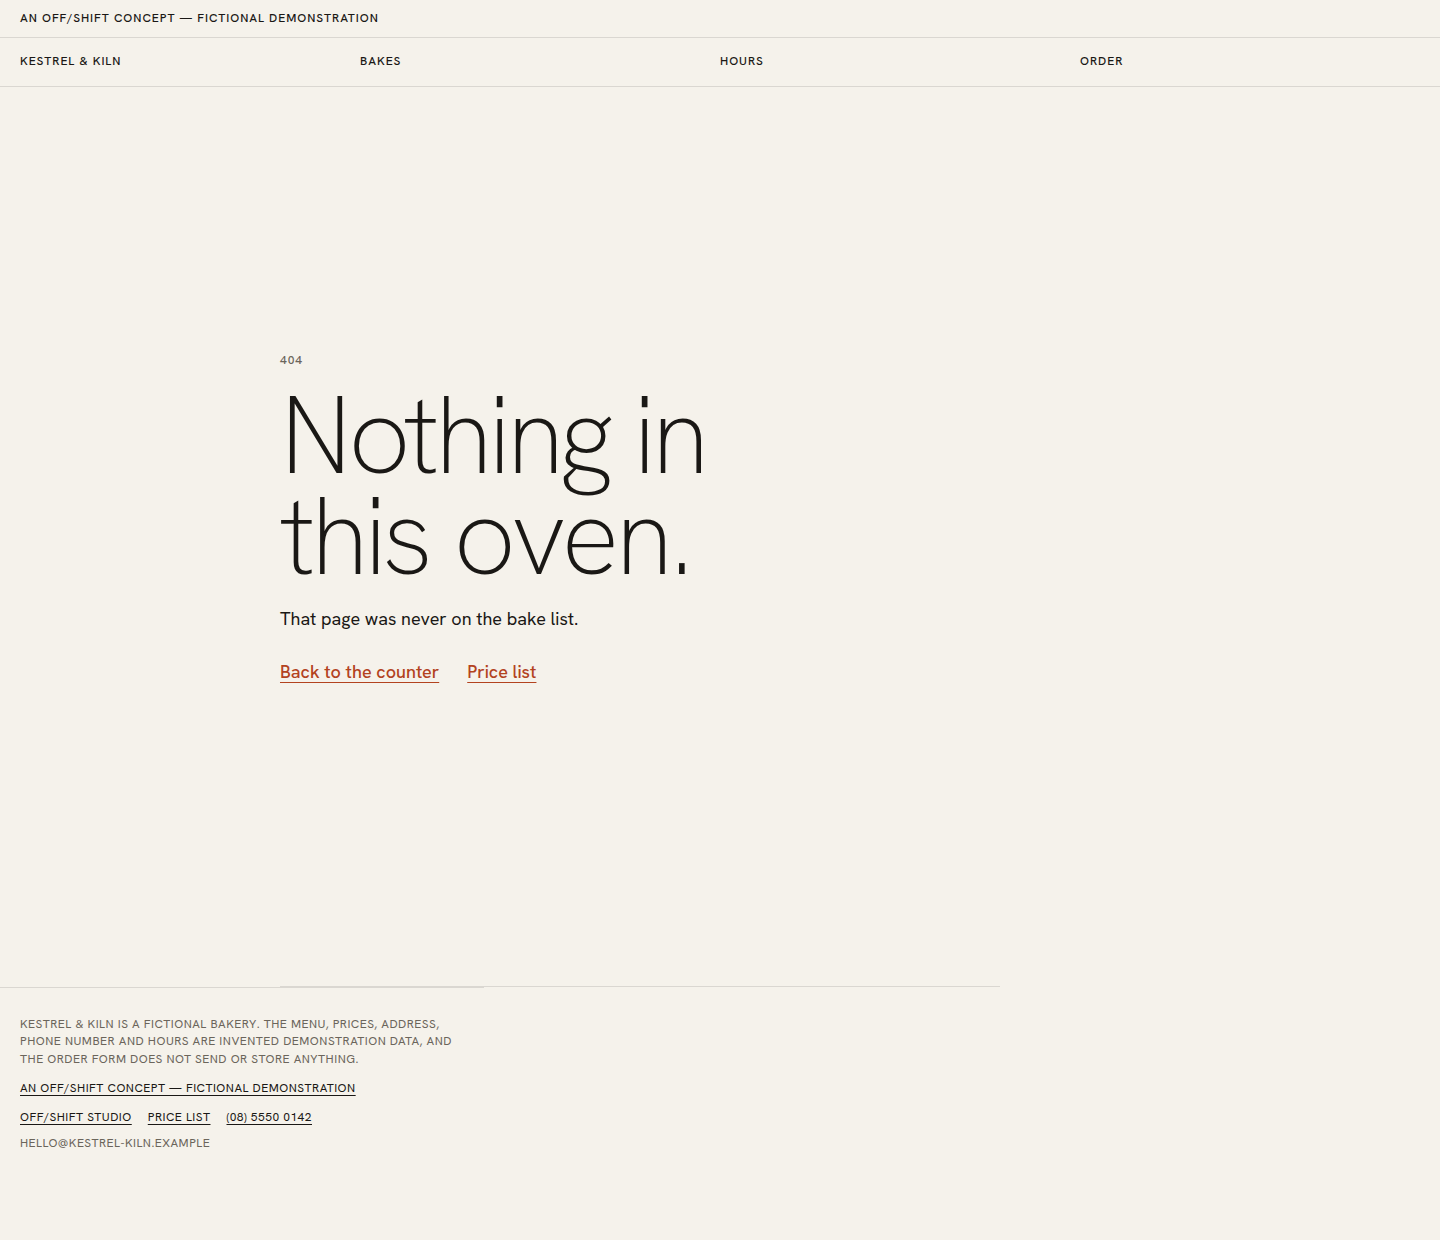 AN OFF/SHIFT CONCEPT — FICTIONAL DEMONSTRATION
KESTREL & KILN BAKES HOURS ORDER
404
Nothing in
this oven.
That page was never on the bake list.
Back to the counter Price list
KESTREL & KILN IS A FICTIONAL BAKERY. THE MENU, PRICES, ADDRESS,
PHONE NUMBER AND HOURS ARE INVENTED DEMONSTRATION DATA, AND
THE ORDER FORM DOES NOT SEND OR STORE ANYTHING.
AN OFF/SHIFT CONCEPT — FICTIONAL DEMONSTRATION
OFF/SHIFT STUDIO PRICE LIST (08) 5550 0142
HELLO@KESTREL-KILN.EXAMPLE